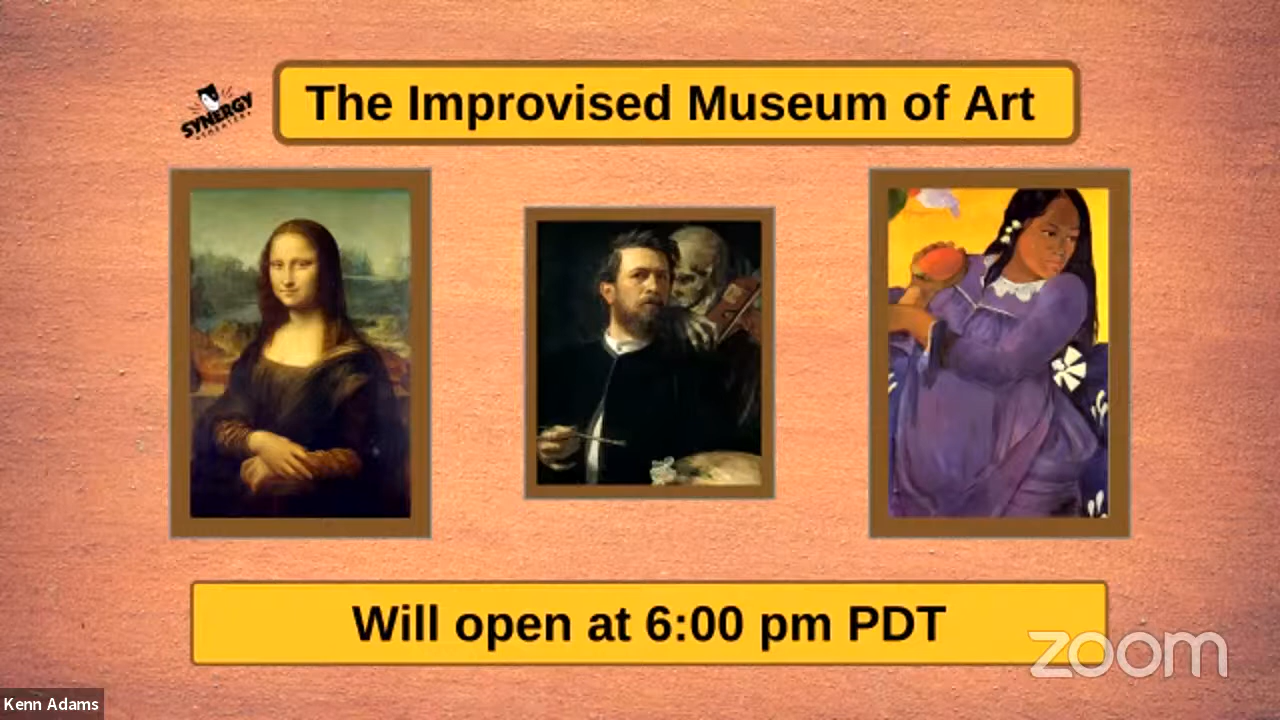 The Improvised Museum of Art
SYNERGY
Will open at 6:00 pm PDT
zoom
Kenn Adams